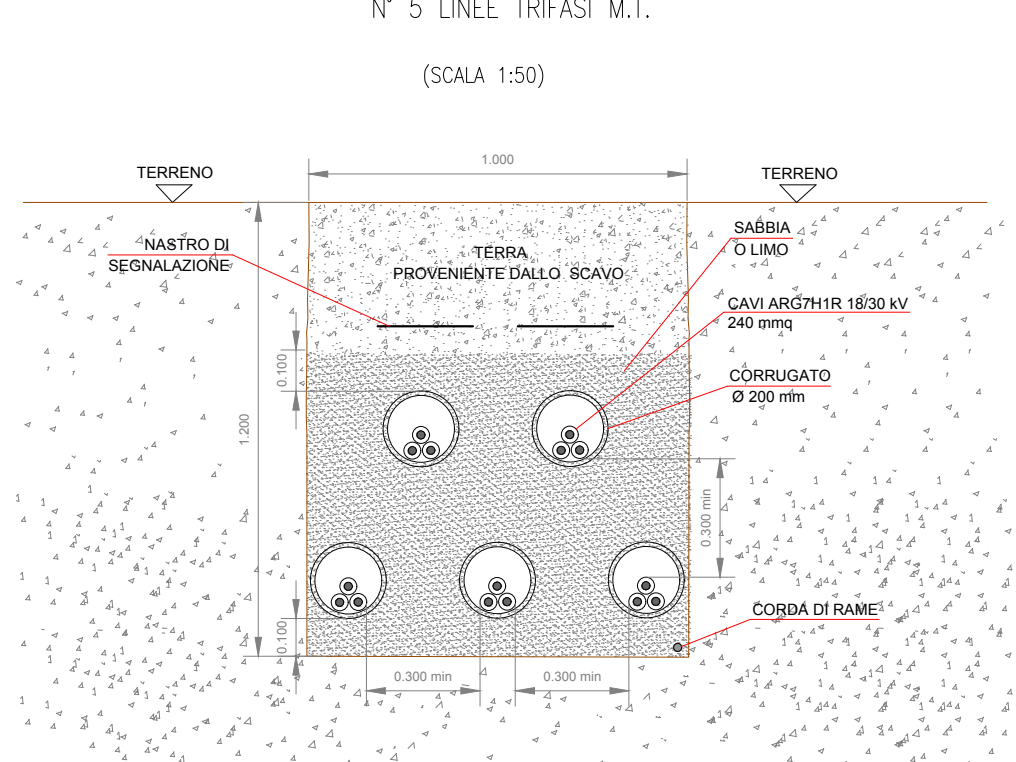 N° 5 LINEE TRIFASI M.T.
(SCALA 1:50)
1.000
TERRENO
TERRENO
NASTRO DI
SEGNALAZIONE
TERRA
PROVENIENTE DALLO SCAVO
SABBIA
O LIMO
CAVI ARG7H1R 18/30 kV
240 mmq
0.100
CORRUGATO
Ø 200 mm
1.200
0.300 min
CORDA DI RAME
0.100
0.300 min
0.300 min